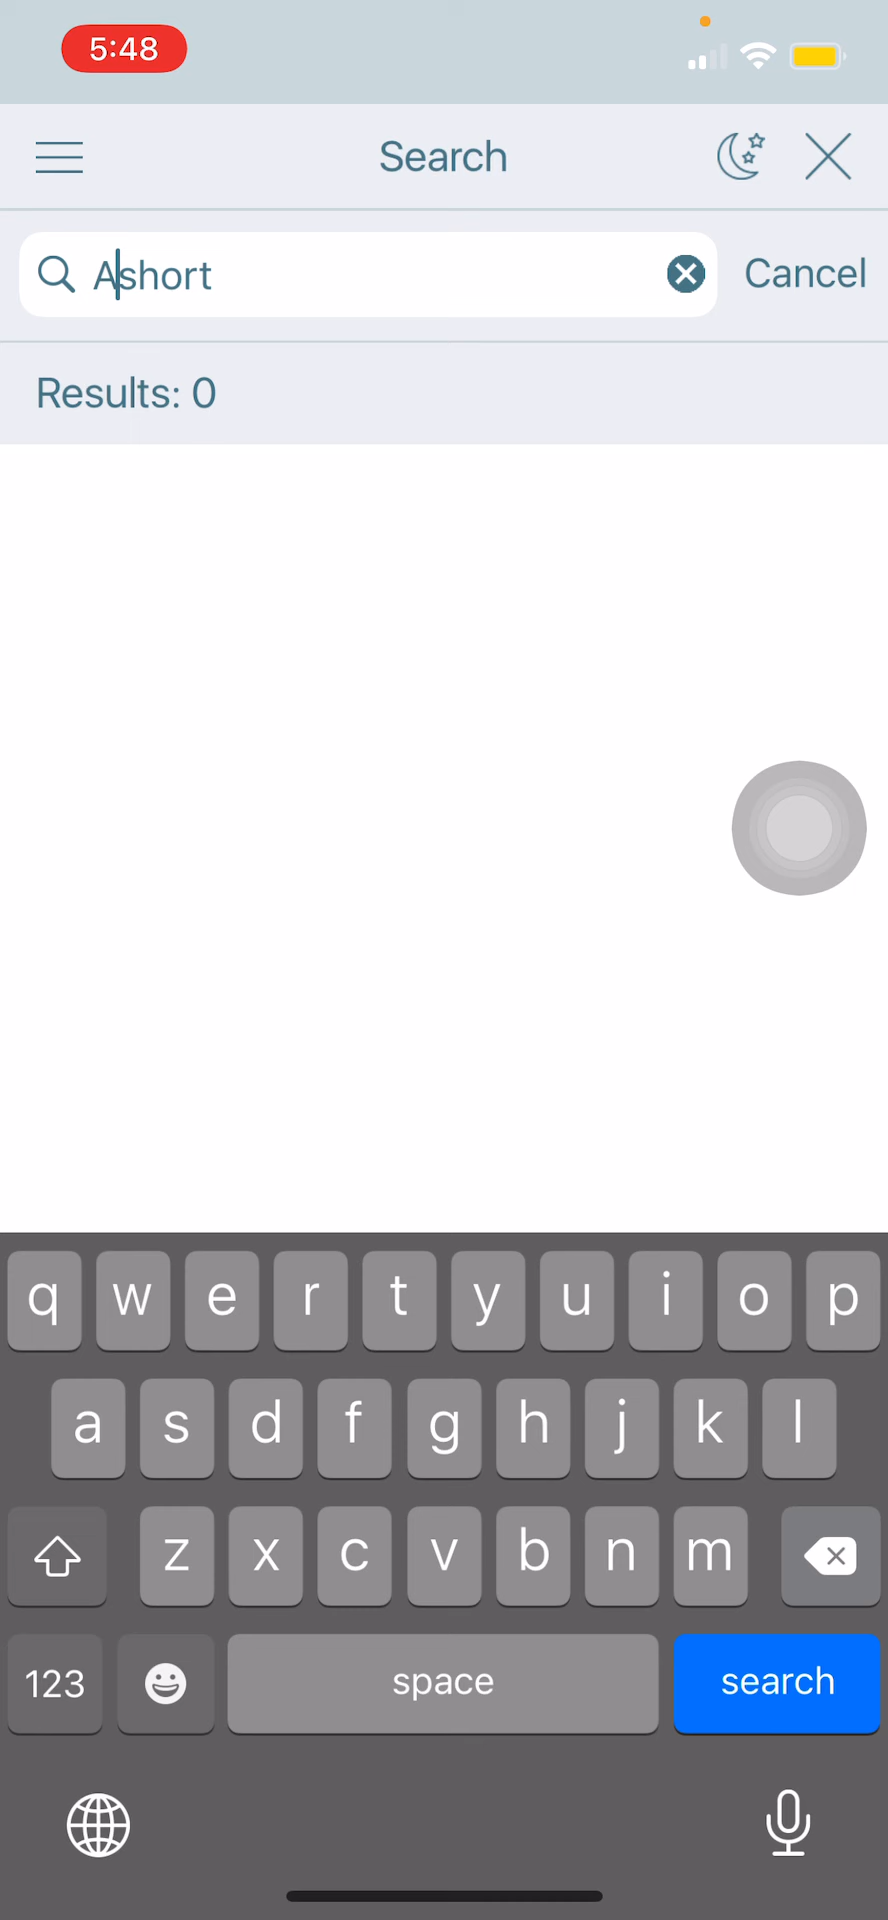 5:48
Search
Ashort
Cancel
Results: 0
q w e r t y u i o p
a s d f g h j k l
z x c v b n m
123 space search